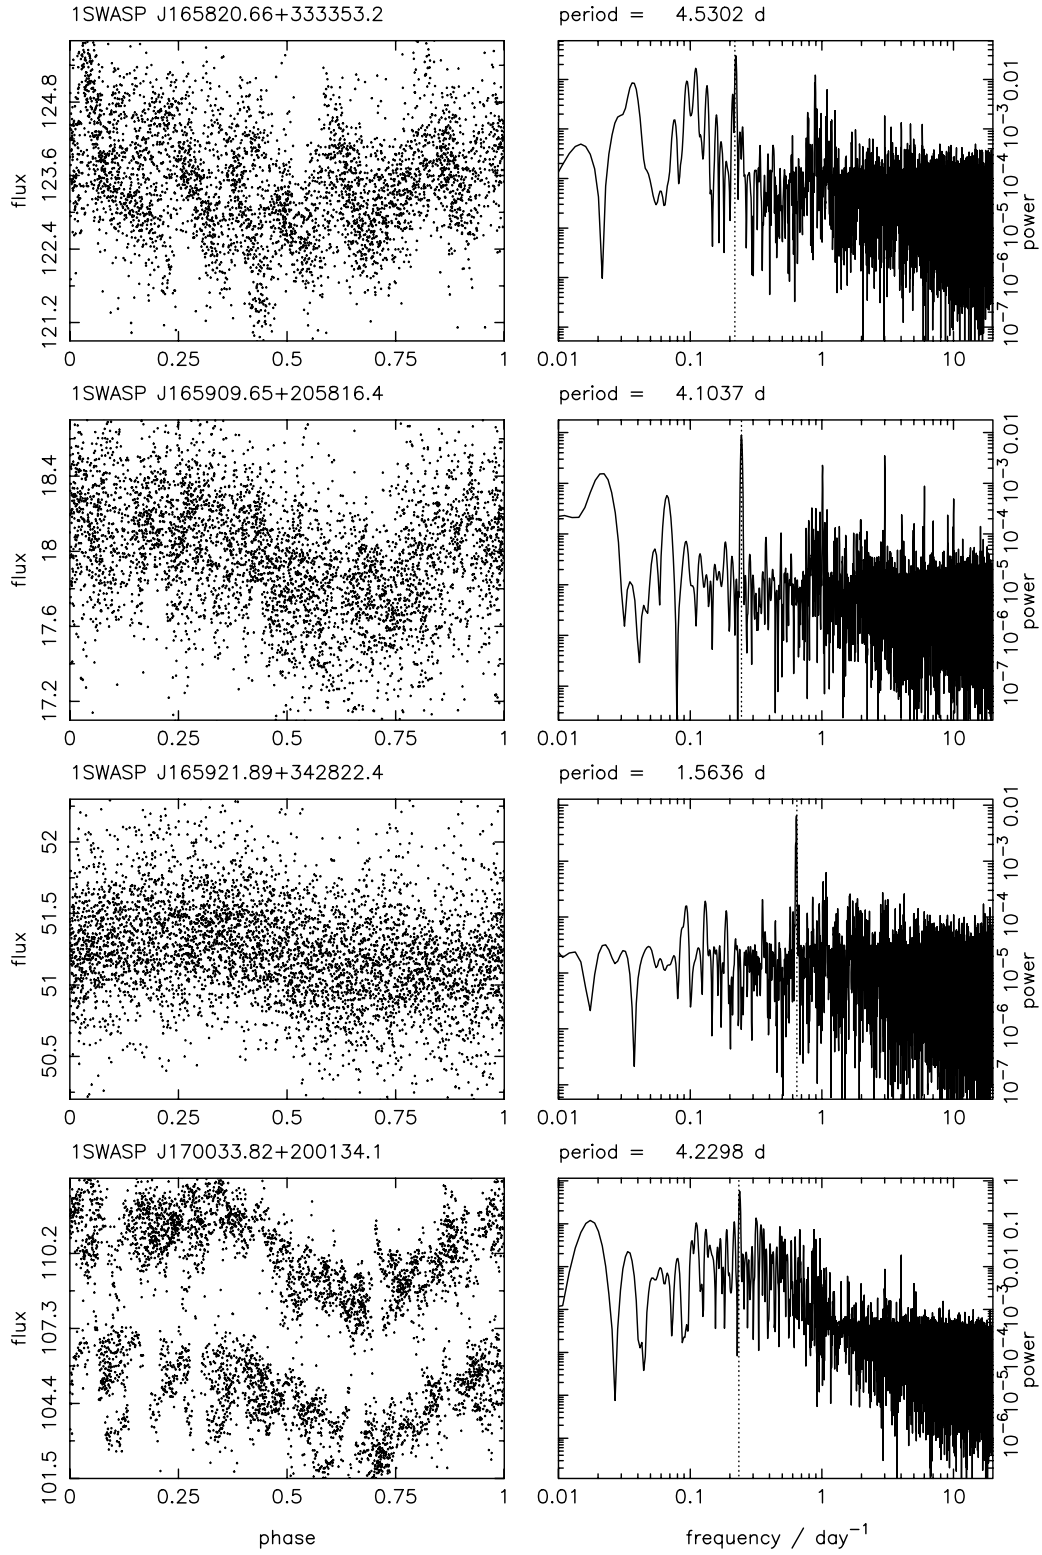 1SWASP J165820.66+333353.2
period = 4.5302 d
flux
124.8
123.6
122.4
121.2
0 0.25 0.5 0.75 1
power
0.01
10⁻³
10⁻⁴
10⁻⁵
10⁻⁶
10⁻⁷
0.01 0.1 1 10
1SWASP J165909.65+205816.4
period = 4.1037 d
flux
18.4
18
17.6
17.2
0 0.25 0.5 0.75 1
power
0.01
10⁻³
10⁻⁴
10⁻⁵
10⁻⁶
10⁻⁷
0.01 0.1 1 10
1SWASP J165921.89+342822.4
period = 1.5636 d
flux
52
51.5
51
50.5
0 0.25 0.5 0.75 1
power
0.01
10⁻³
10⁻⁴
10⁻⁵
10⁻⁶
10⁻⁷
0.01 0.1 1 10
1SWASP J170033.82+200134.1
period = 4.2298 d
flux
110.2
107.3
104.4
101.5
0 0.25 0.5 0.75 1
phase
power
1
0.1
0.01
10⁻³
10⁻⁴
10⁻⁵
10⁻⁶
0.01 0.1 1 10
frequency / day⁻¹